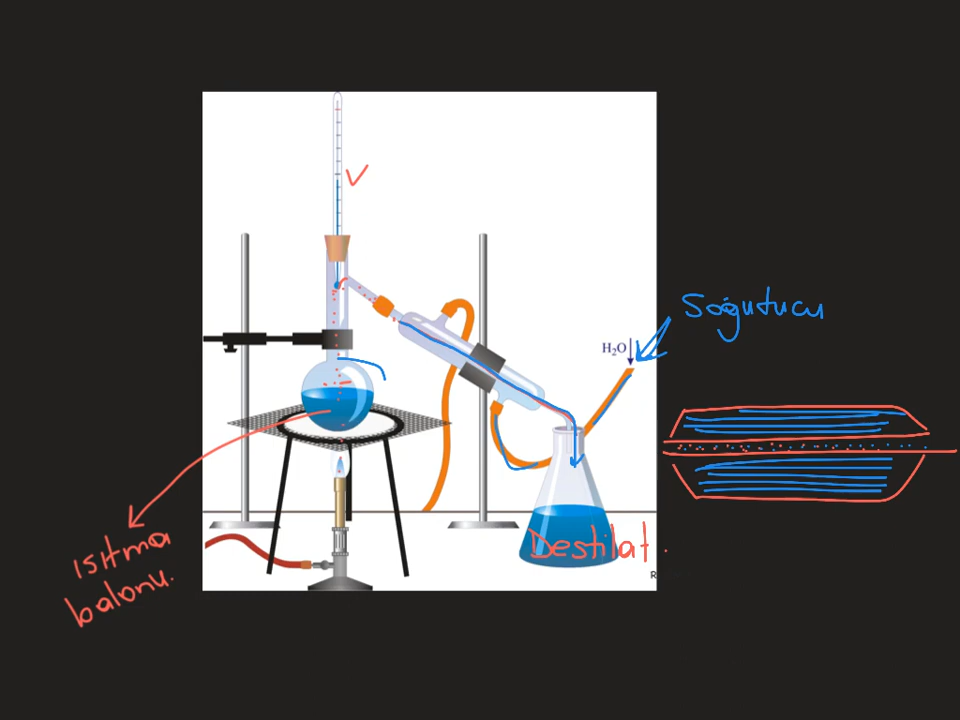 Soğutucu
H₂O
Destilat.
ısıtma
balonu.